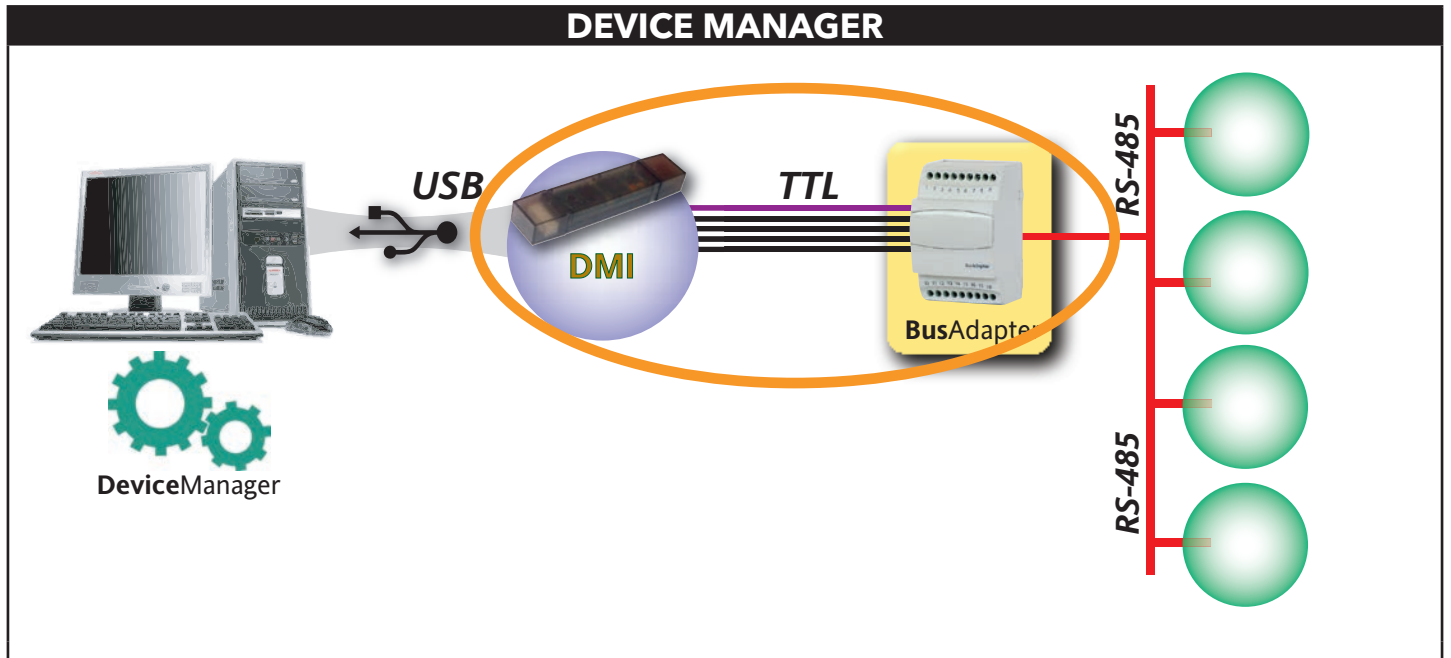 DEVICE MANAGER
USB
TTL
RS-485
DMI
BusAdapter
RS-485
DeviceManager